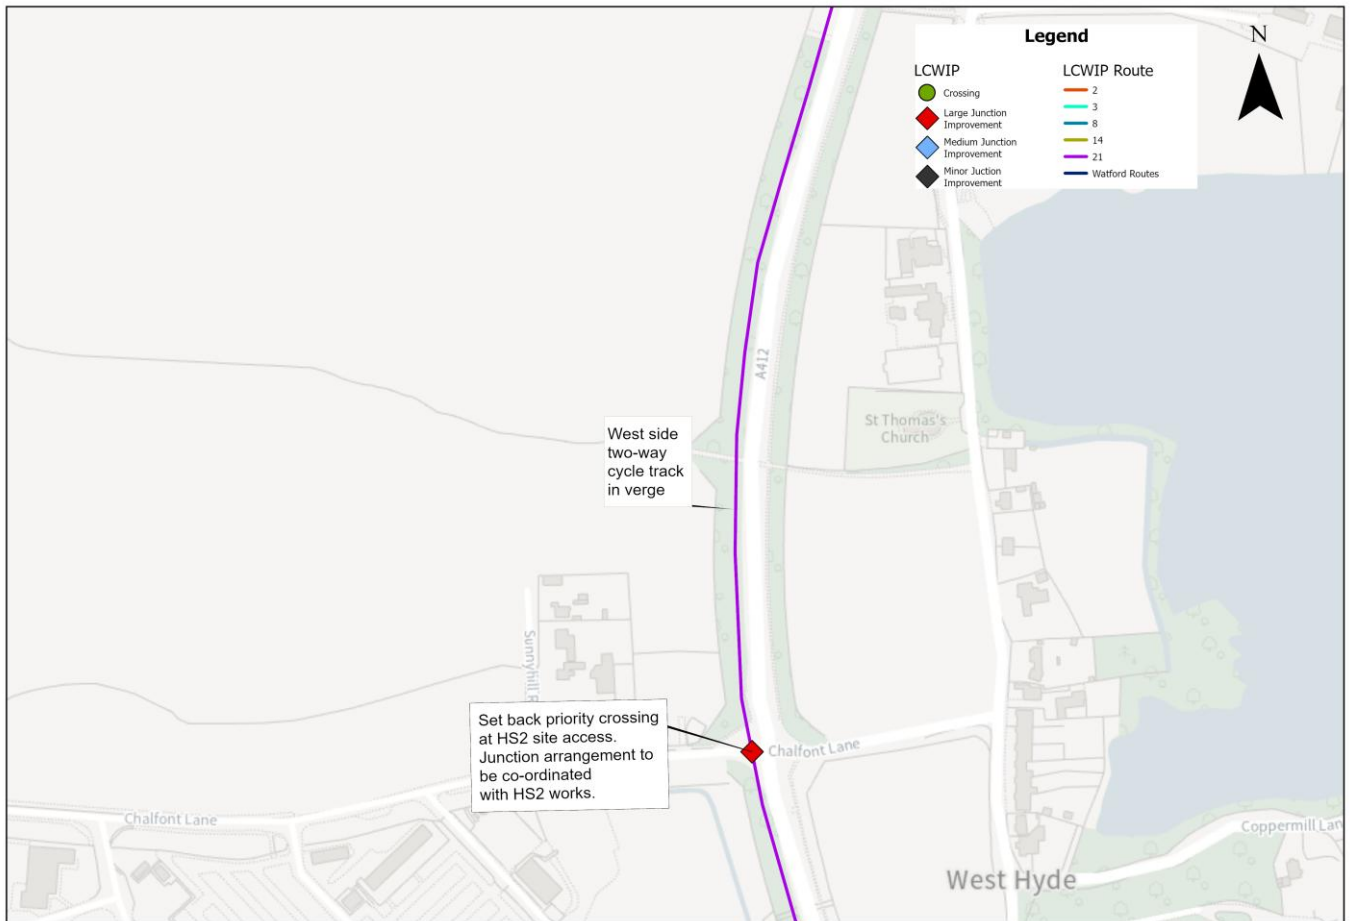 Legend
N
LCWIP
Crossing
Large Junction
Improvement
Medium Junction
Improvement
Minor Juction
Improvement
LCWIP Route
2
3
8
14
21
Watford Routes
A412
St Thomas's
Church
West side
two-way
cycle track
in verge
Sunnyhill R
Set back priority crossing
at HS2 site access.
Junction arrangement to
be co-ordinated
with HS2 works.
Chalfont Lane
Chalfont Lane
Coppermill Lan
West Hyde